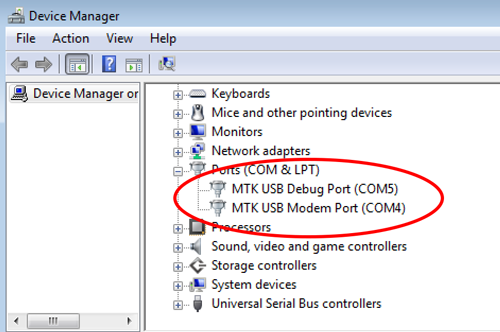 Device Manager
File Action View Help
Device Manager or
Keyboards
Mice and other pointing devices
Monitors
Network adapters
Ports (COM & LPT)
MTK USB Debug Port (COM5)
MTK USB Modem Port (COM4)
Processors
Sound, video and game controllers
Storage controllers
System devices
Universal Serial Bus controllers